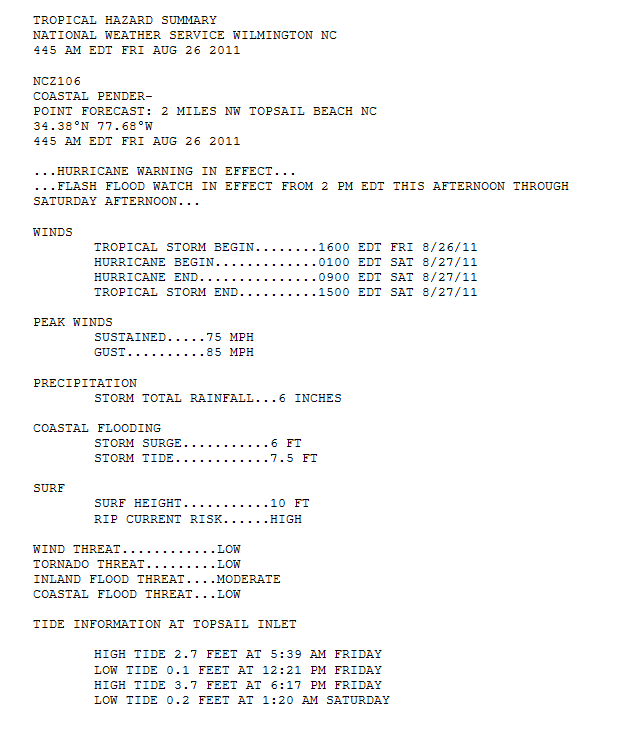 TROPICAL HAZARD SUMMARY
NATIONAL WEATHER SERVICE WILMINGTON NC
445 AM EDT FRI AUG 26 2011
NCZ106
COASTAL PENDER-
POINT FORECAST: 2 MILES NW TOPSAIL BEACH NC
34.38°N 77.68°W
445 AM EDT FRI AUG 26 2011
...HURRICANE WARNING IN EFFECT...
...FLASH FLOOD WATCH IN EFFECT FROM 2 PM EDT THIS AFTERNOON THROUGH
SATURDAY AFTERNOON...
WINDS
TROPICAL STORM BEGIN........1600 EDT FRI 8/26/11
HURRICANE BEGIN.............0100 EDT SAT 8/27/11
HURRICANE END...............0900 EDT SAT 8/27/11
TROPICAL STORM END..........1500 EDT SAT 8/27/11
PEAK WINDS
SUSTAINED.....75 MPH
GUST..........85 MPH
PRECIPITATION
STORM TOTAL RAINFALL...6 INCHES
COASTAL FLOODING
STORM SURGE...........6 FT
STORM TIDE............7.5 FT
SURF
SURF HEIGHT...........10 FT
RIP CURRENT RISK......HIGH
WIND THREAT............LOW
TORNADO THREAT.........LOW
INLAND FLOOD THREAT....MODERATE
COASTAL FLOOD THREAT...LOW
TIDE INFORMATION AT TOPSAIL INLET
HIGH TIDE 2.7 FEET AT 5:39 AM FRIDAY
LOW TIDE 0.1 FEET AT 12:21 PM FRIDAY
HIGH TIDE 3.7 FEET AT 6:17 PM FRIDAY
LOW TIDE 0.2 FEET AT 1:20 AM SATURDAY